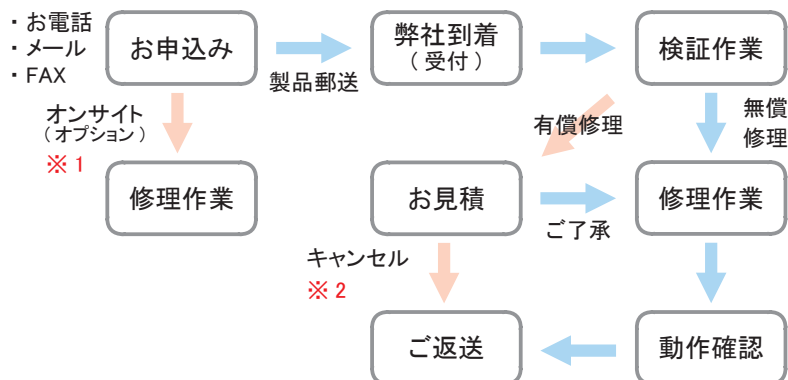 ・お電話
・メール
・FAX
お申込み
製品郵送
弊社到着
（受付）
検証作業
オンサイト
（オプション）
※1
有償修理
無償
修理
修理作業
お見積
ご了承
修理作業
キャンセル
※2
ご返送
動作確認